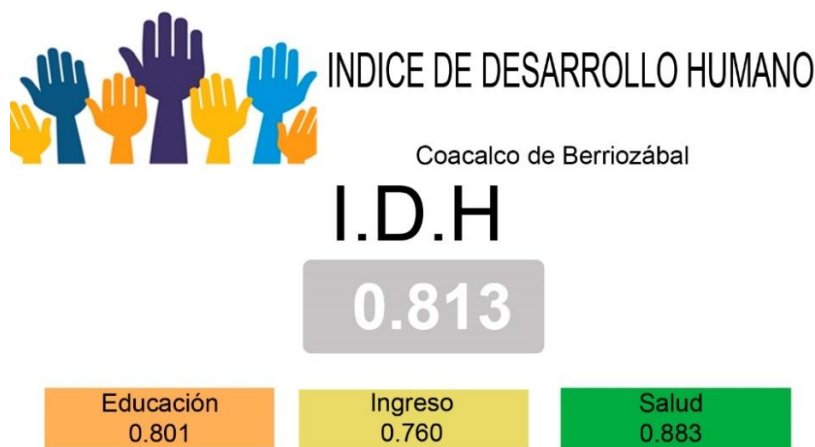 INDICE DE DESARROLLO HUMANO
Coacalco de Berriozábal
I.D.H
0.813
Educación
0.801
Ingreso
0.760
Salud
0.883